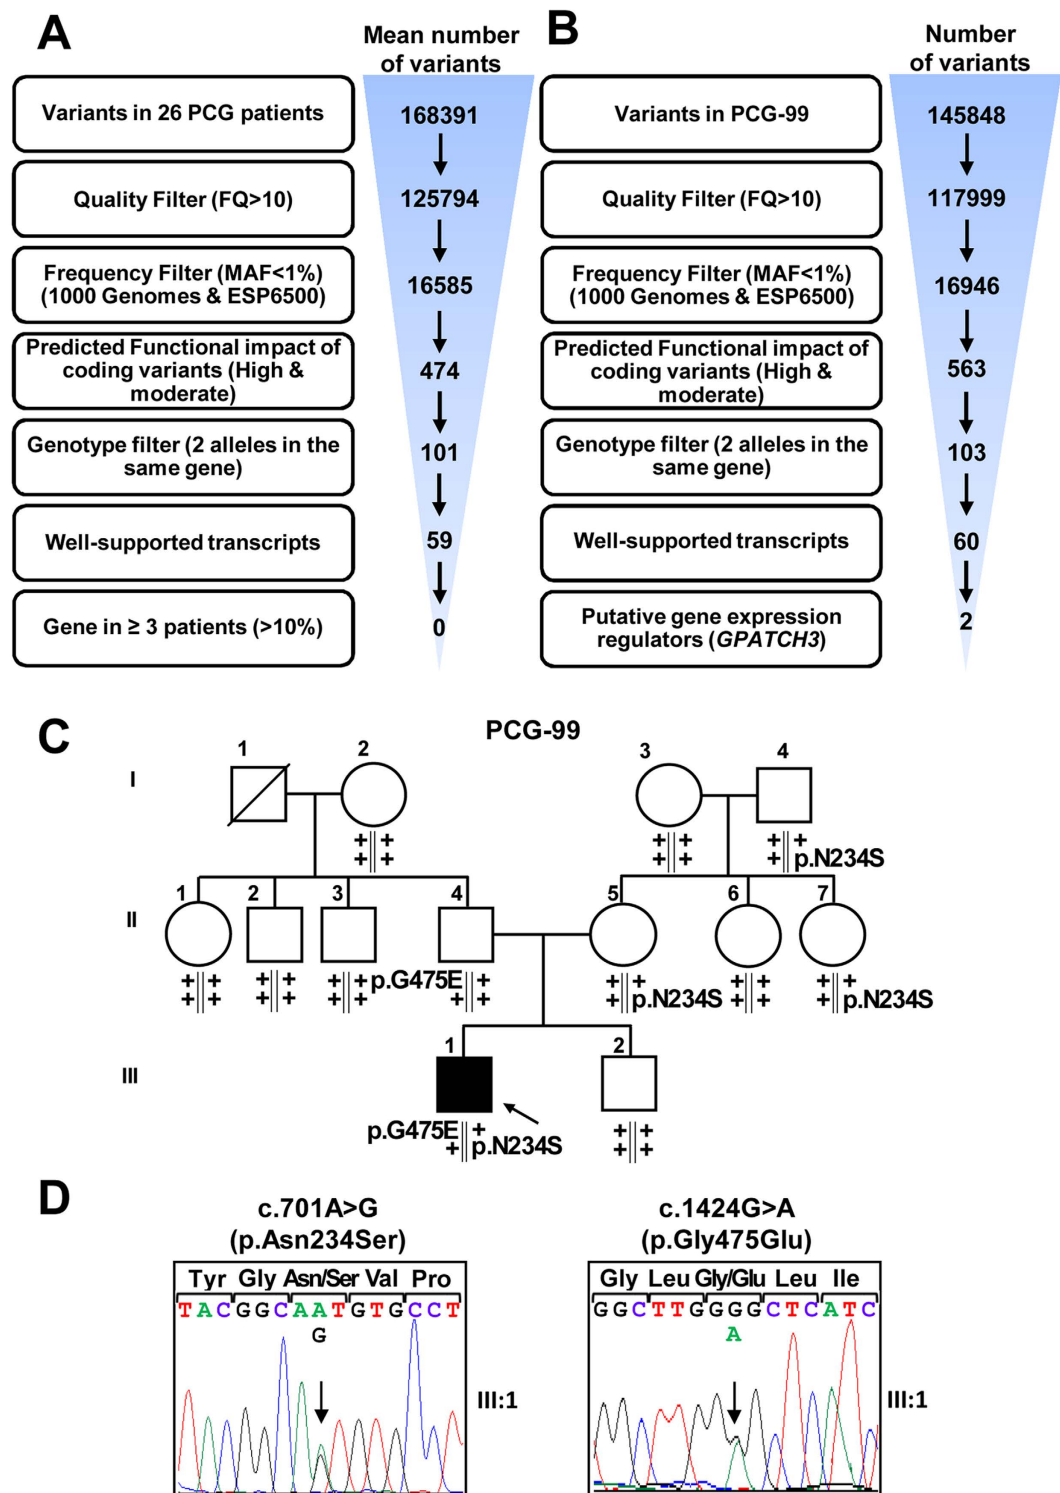 A
Mean number
of variants
Variants in 26 PCG patients
168391
Quality Filter (FQ>10)
125794
Frequency Filter (MAF<1%)
(1000 Genomes & ESP6500)
16585
Predicted Functional impact of
coding variants (High &
moderate)
474
Genotype filter (2 alleles in the
same gene)
101
Well-supported transcripts
59
Gene in ≥ 3 patients (>10%)
0
B
Number
of variants
Variants in PCG-99
145848
Quality Filter (FQ>10)
117999
Frequency Filter (MAF<1%)
(1000 Genomes & ESP6500)
16946
Predicted Functional impact of
coding variants (High &
moderate)
563
Genotype filter (2 alleles in the
same gene)
103
Well-supported transcripts
60
Putative gene expression
regulators (GPATCH3)
2
C
PCG-99
I
1 2 3 4
+ + + + + +
+ + + + + p.N234S
II
1 2 3 4 5 6 7
+ + + + + + p.G475E + + + + + + +
+ + + + + + + + + p.N234S + + + p.N234S
III
1 2
p.G475E + + +
+ p.N234S + +
D
c.701A>G
(p.Asn234Ser)
Tyr Gly Asn/Ser Val Pro
TACGGCAATGTGCCT
G
III:1
c.1424G>A
(p.Gly475Glu)
Gly Leu Gly/Glu Leu Ile
GGCTTGGGGCTCATC
A
III:1